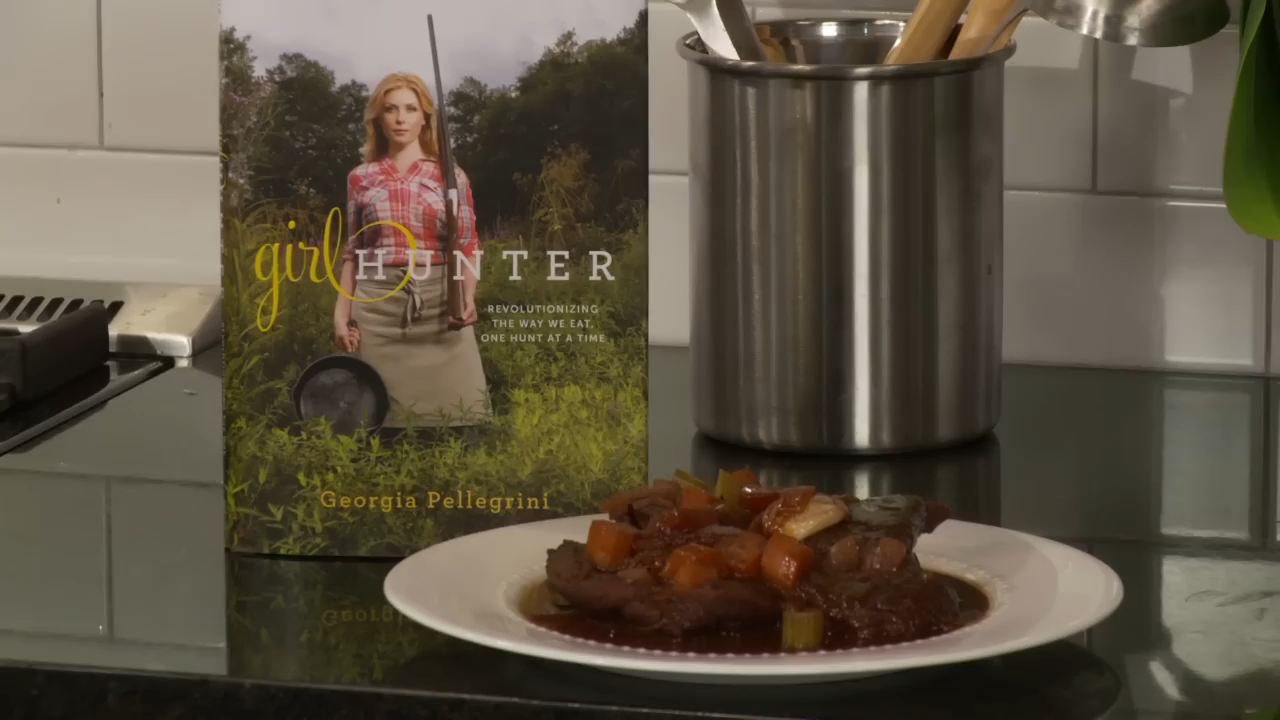 girl HUNTER
REVOLUTIONIZING
THE WAY WE EAT,
ONE HUNT AT A TIME
Georgia Pellegrini